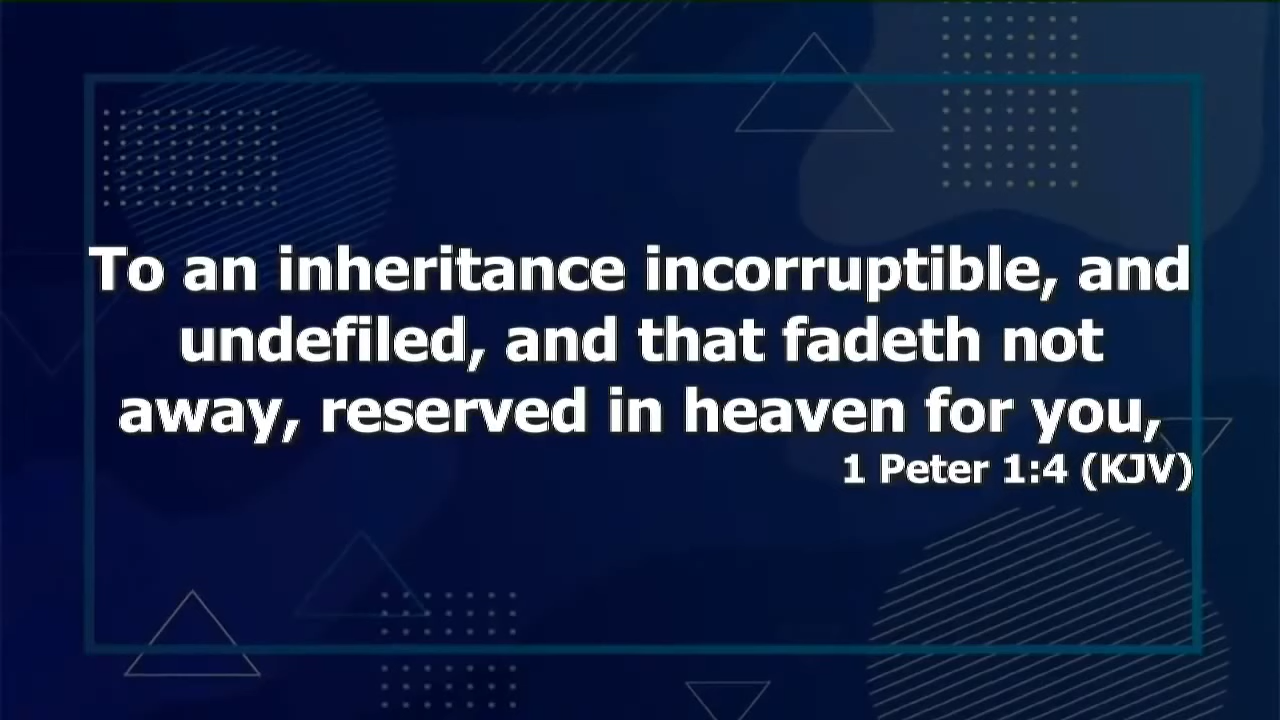 To an inheritance incorruptible, and
undefiled, and that fadeth not
away, reserved in heaven for you,
1 Peter 1:4 (KJV)